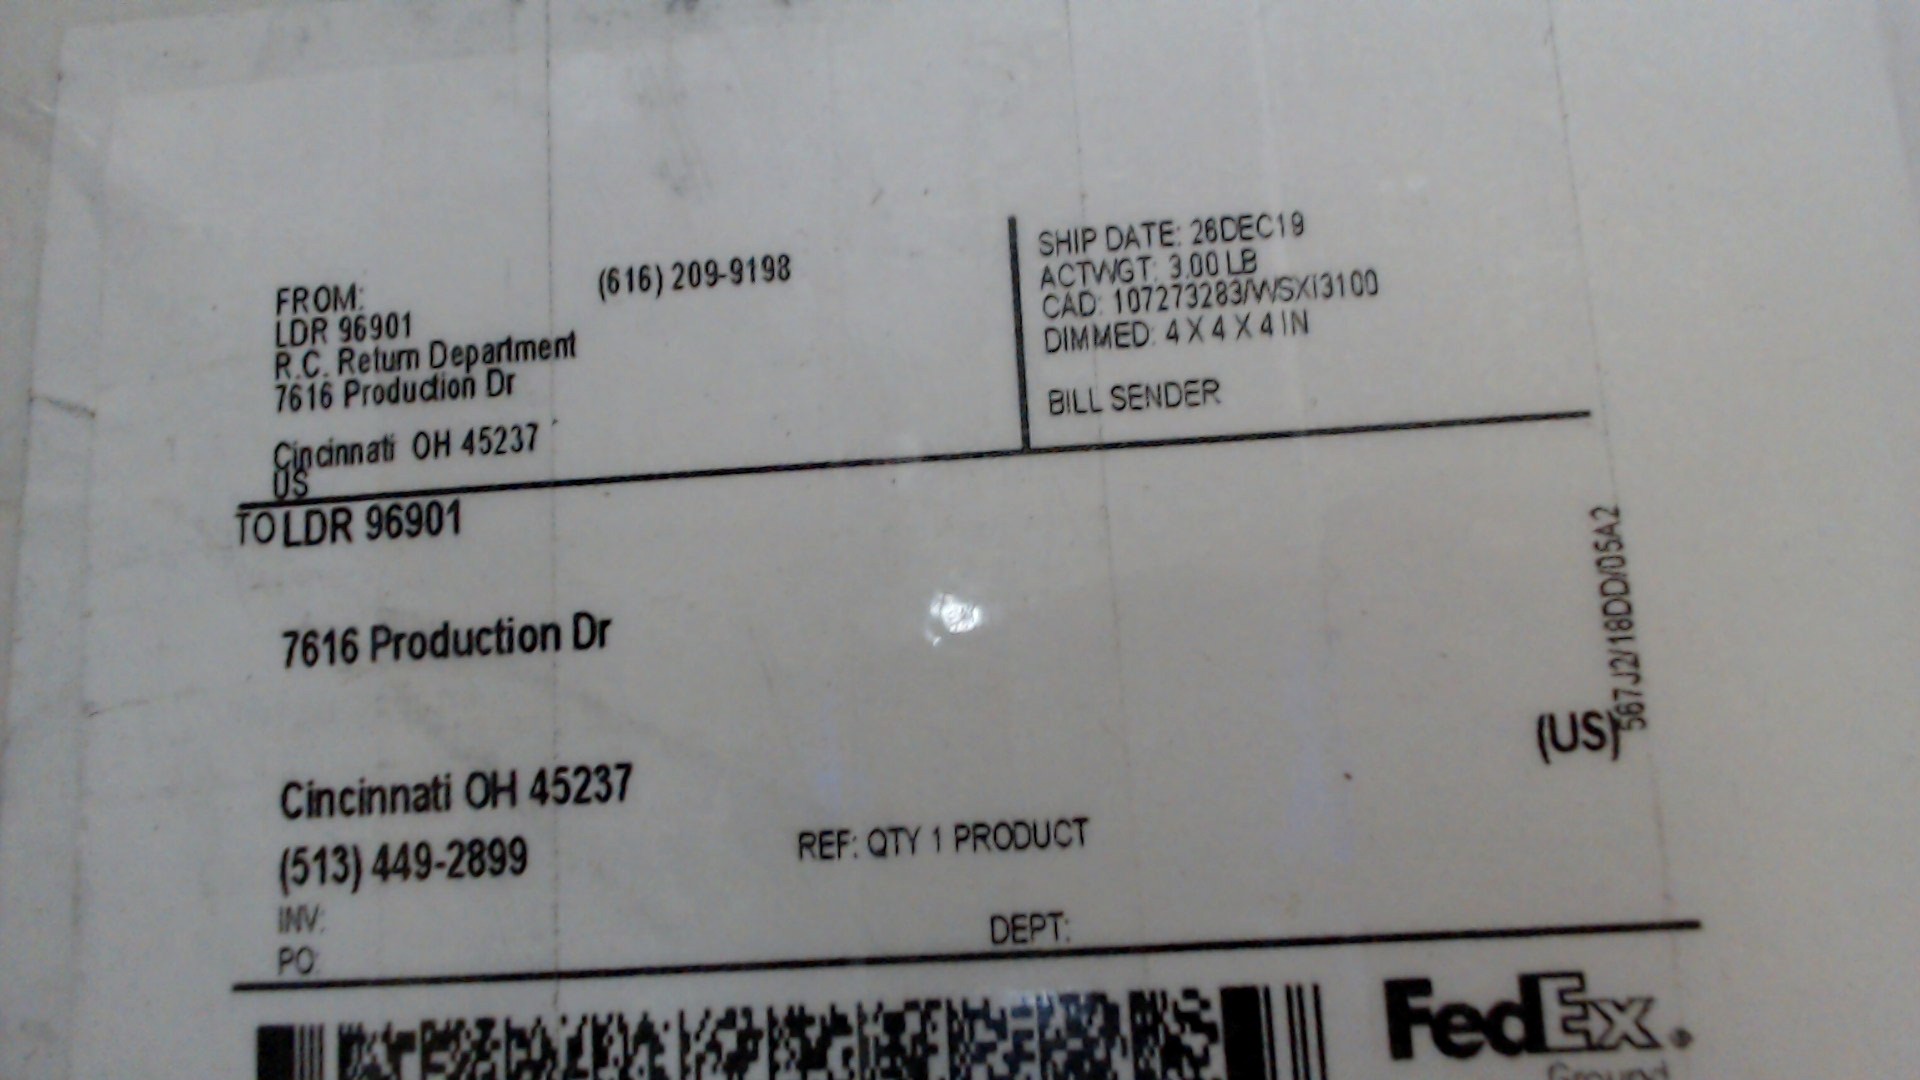 FROM:
(616) 209-9198
LDR 96901
R.C. Return Department
7616 Production Dr
Cincinnati OH 45237
US
SHIP DATE: 26DEC19
ACTWGT: 3.00 LB
CAD: 107273283/WSXI3100
DIMMED: 4 X 4 X 4 IN
BILL SENDER
TO LDR 96901
7616 Production Dr
Cincinnati OH 45237
(US)
(513) 449-2899
REF: QTY 1 PRODUCT
INV:
PO:
DEPT:
567J2/18DD/05A2
FedEx
Ground